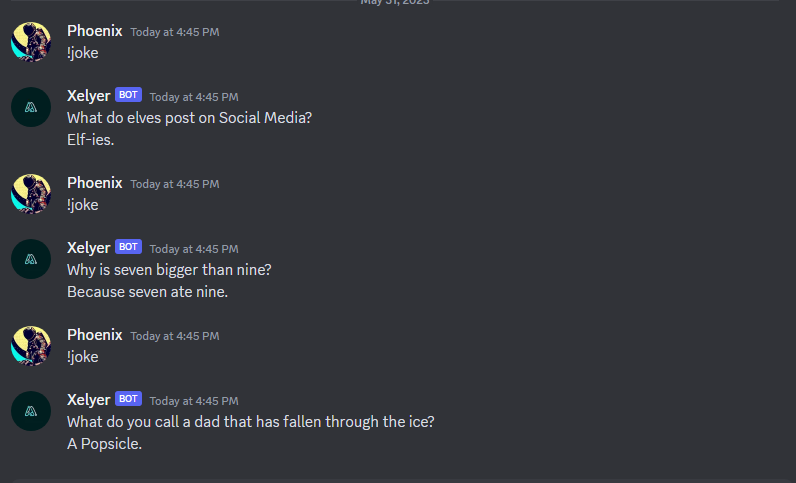 May 31, 2023
Phoenix Today at 4:45 PM
!joke
Xelyer BOT Today at 4:45 PM
What do elves post on Social Media?
Elf-ies.
Phoenix Today at 4:45 PM
!joke
Xelyer BOT Today at 4:45 PM
Why is seven bigger than nine?
Because seven ate nine.
Phoenix Today at 4:45 PM
!joke
Xelyer BOT Today at 4:45 PM
What do you call a dad that has fallen through the ice?
A Popsicle.